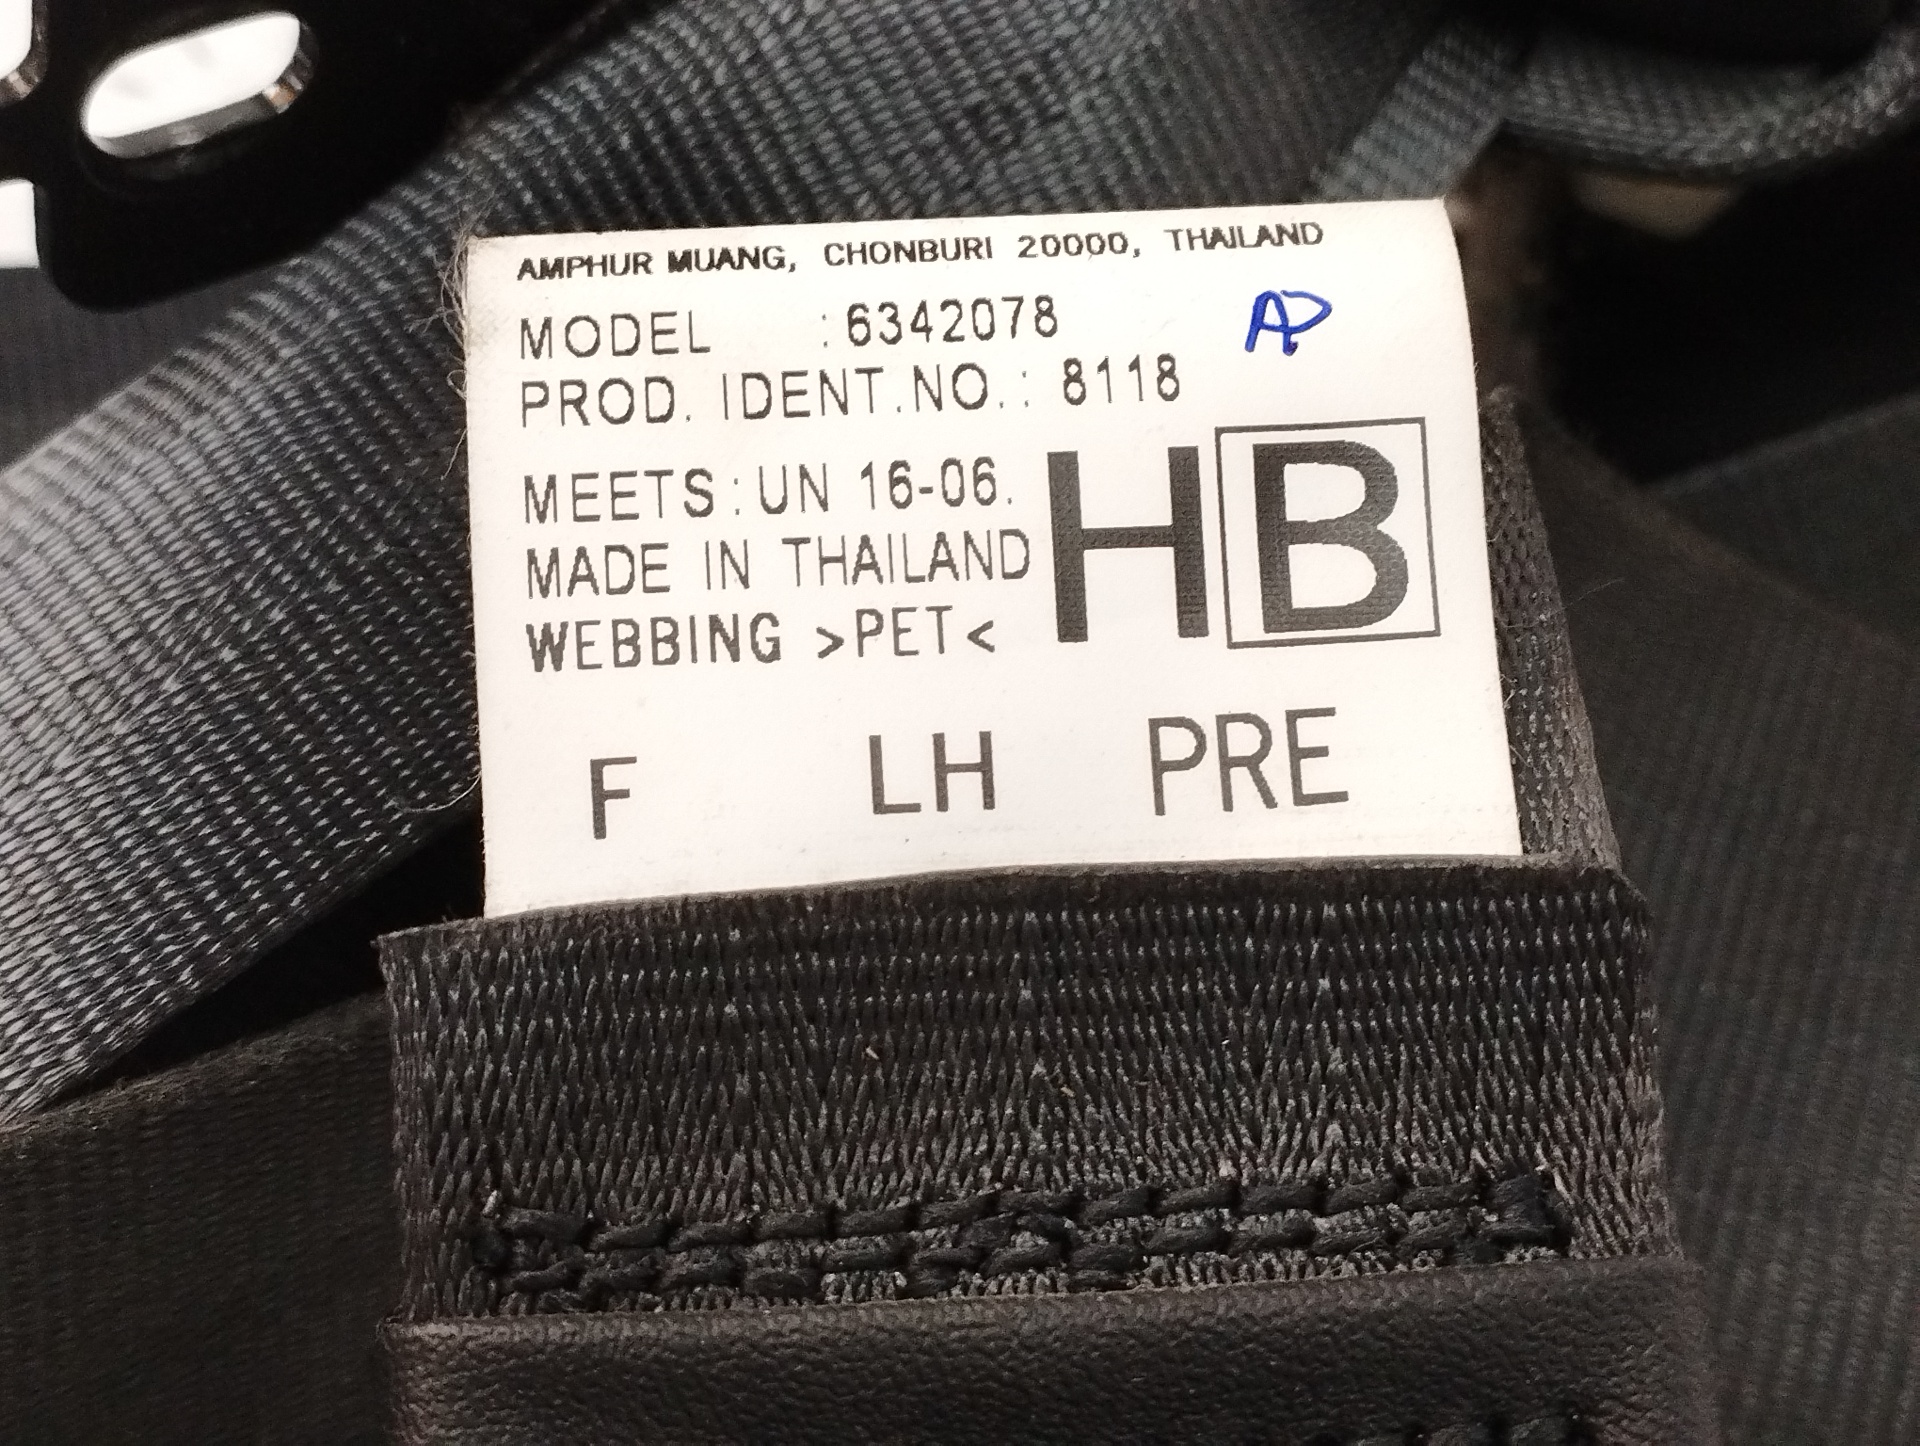 AMPHUR MUANG, CHONBURI 20000, THAILAND
MODEL : 6342078
PROD. IDENT.NO. : 8118
MEETS : UN 16-06.
MADE IN THAILAND
WEBBING >PET<
HB
F LH PRE